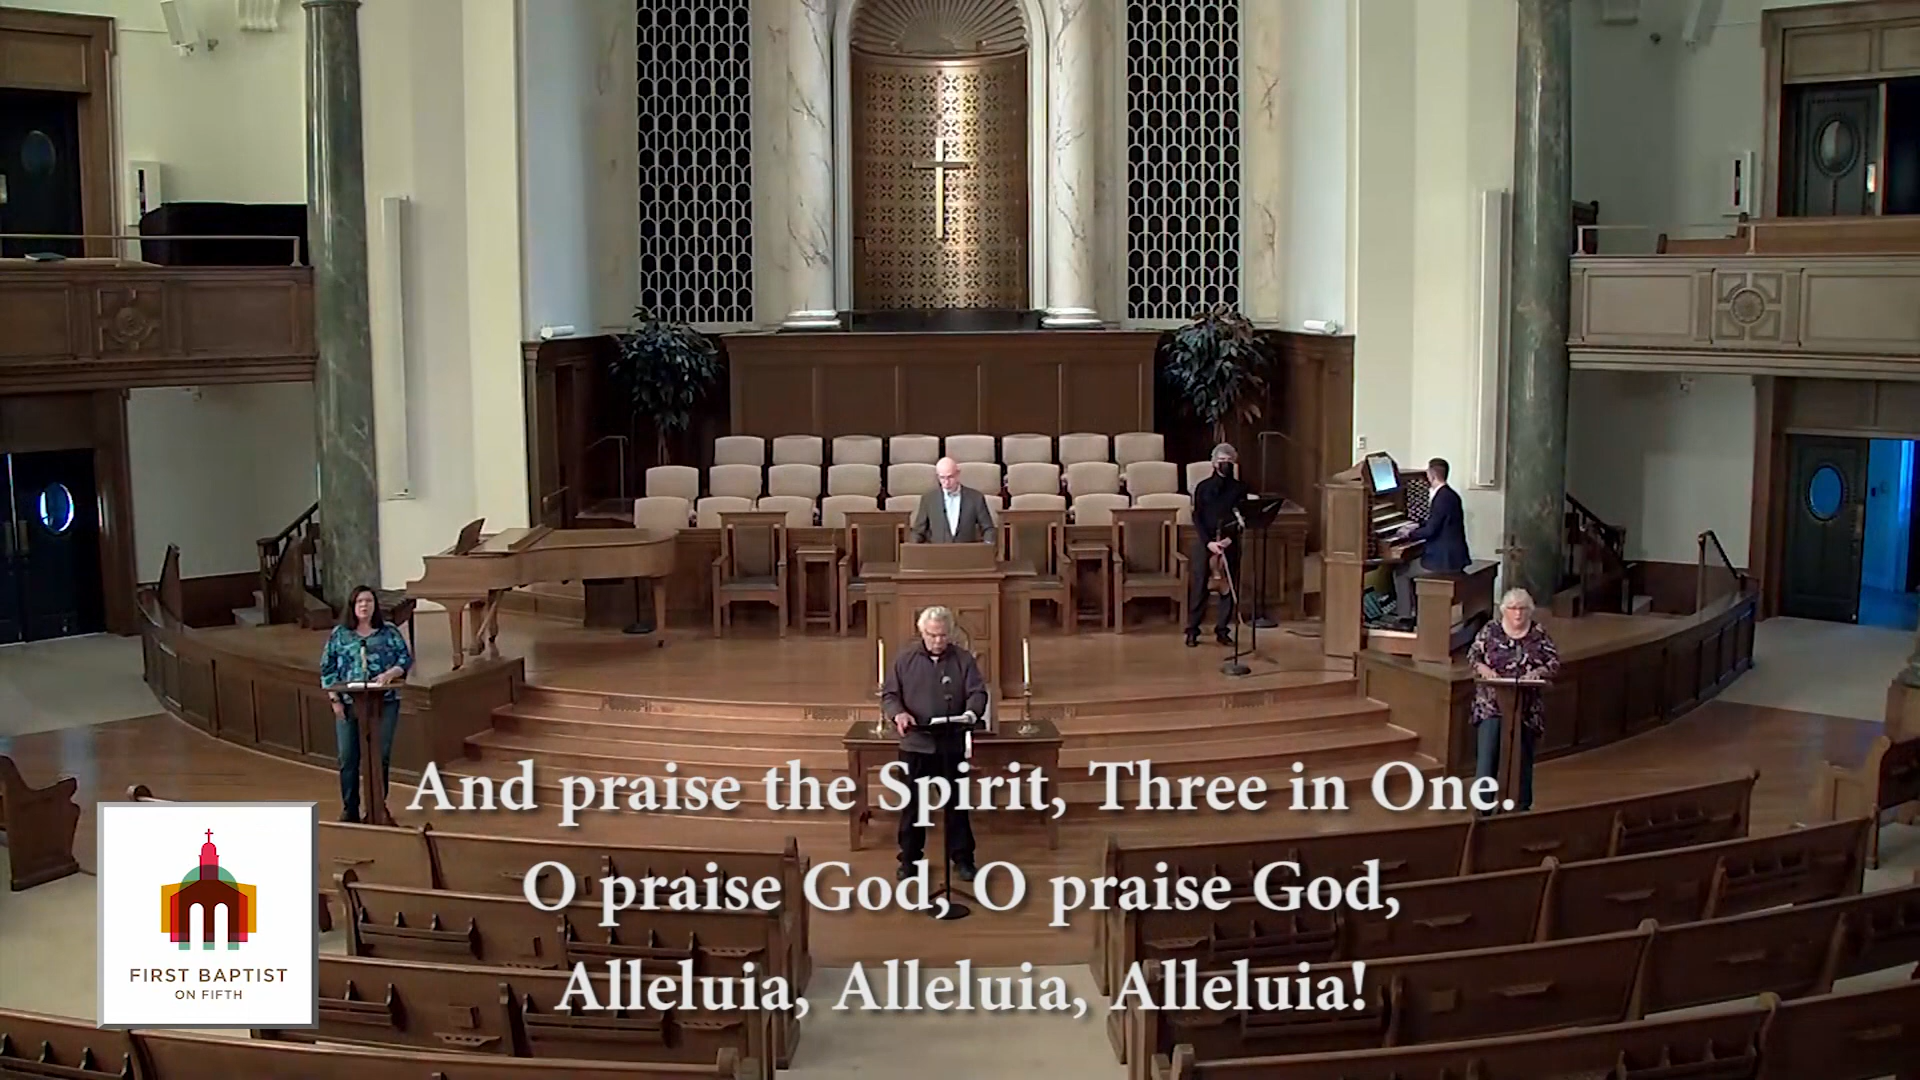 And praise the Spirit, Three in One.
O praise God, O praise God,
Alleluia, Alleluia, Alleluia!
FIRST BAPTIST
ON FIFTH